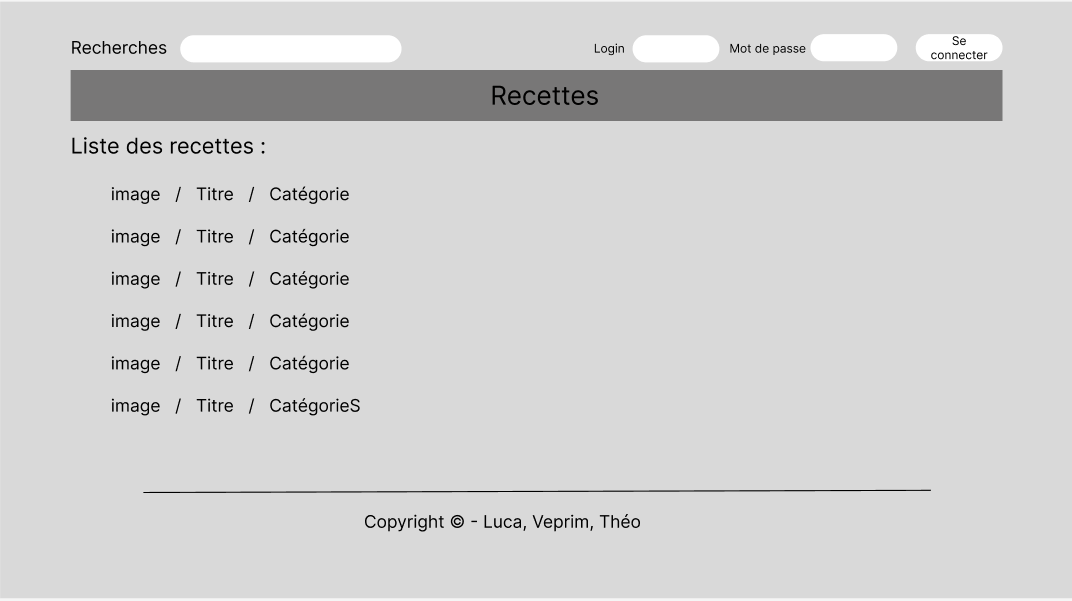 Recherches
Login
Mot de passe
Se
connecter
Recettes
Liste des recettes :
image / Titre / Catégorie
image / Titre / Catégorie
image / Titre / Catégorie
image / Titre / Catégorie
image / Titre / Catégorie
image / Titre / CatégorieS
Copyright © - Luca, Veprim, Théo